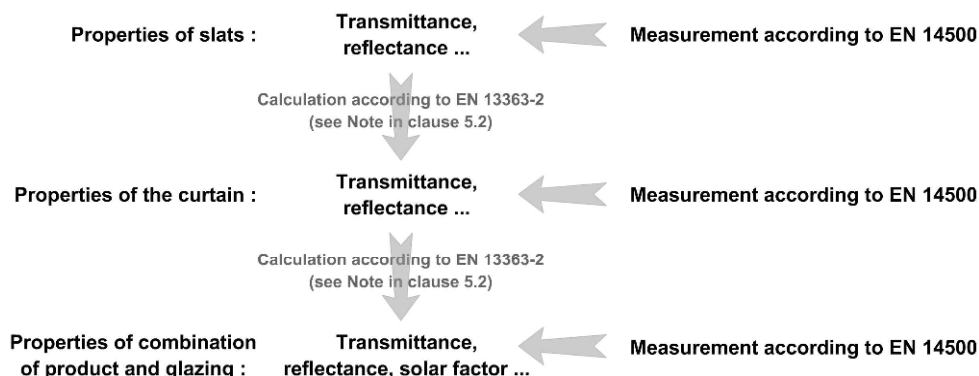 Transmittance,
Properties of slats :
reflectance ...
Measurement according to EN 14500
Calculation according to EN 13363-2
(see Note in clause 5.2)
Transmittance,
Properties of the curtain :
reflectance ...
Measurement according to EN 14500
Calculation according to EN 13363-2
(see Note in clause 5.2)
Properties of combination
of product and glazing :
Transmittance,
reflectance, solar factor ...
Measurement according to EN 14500